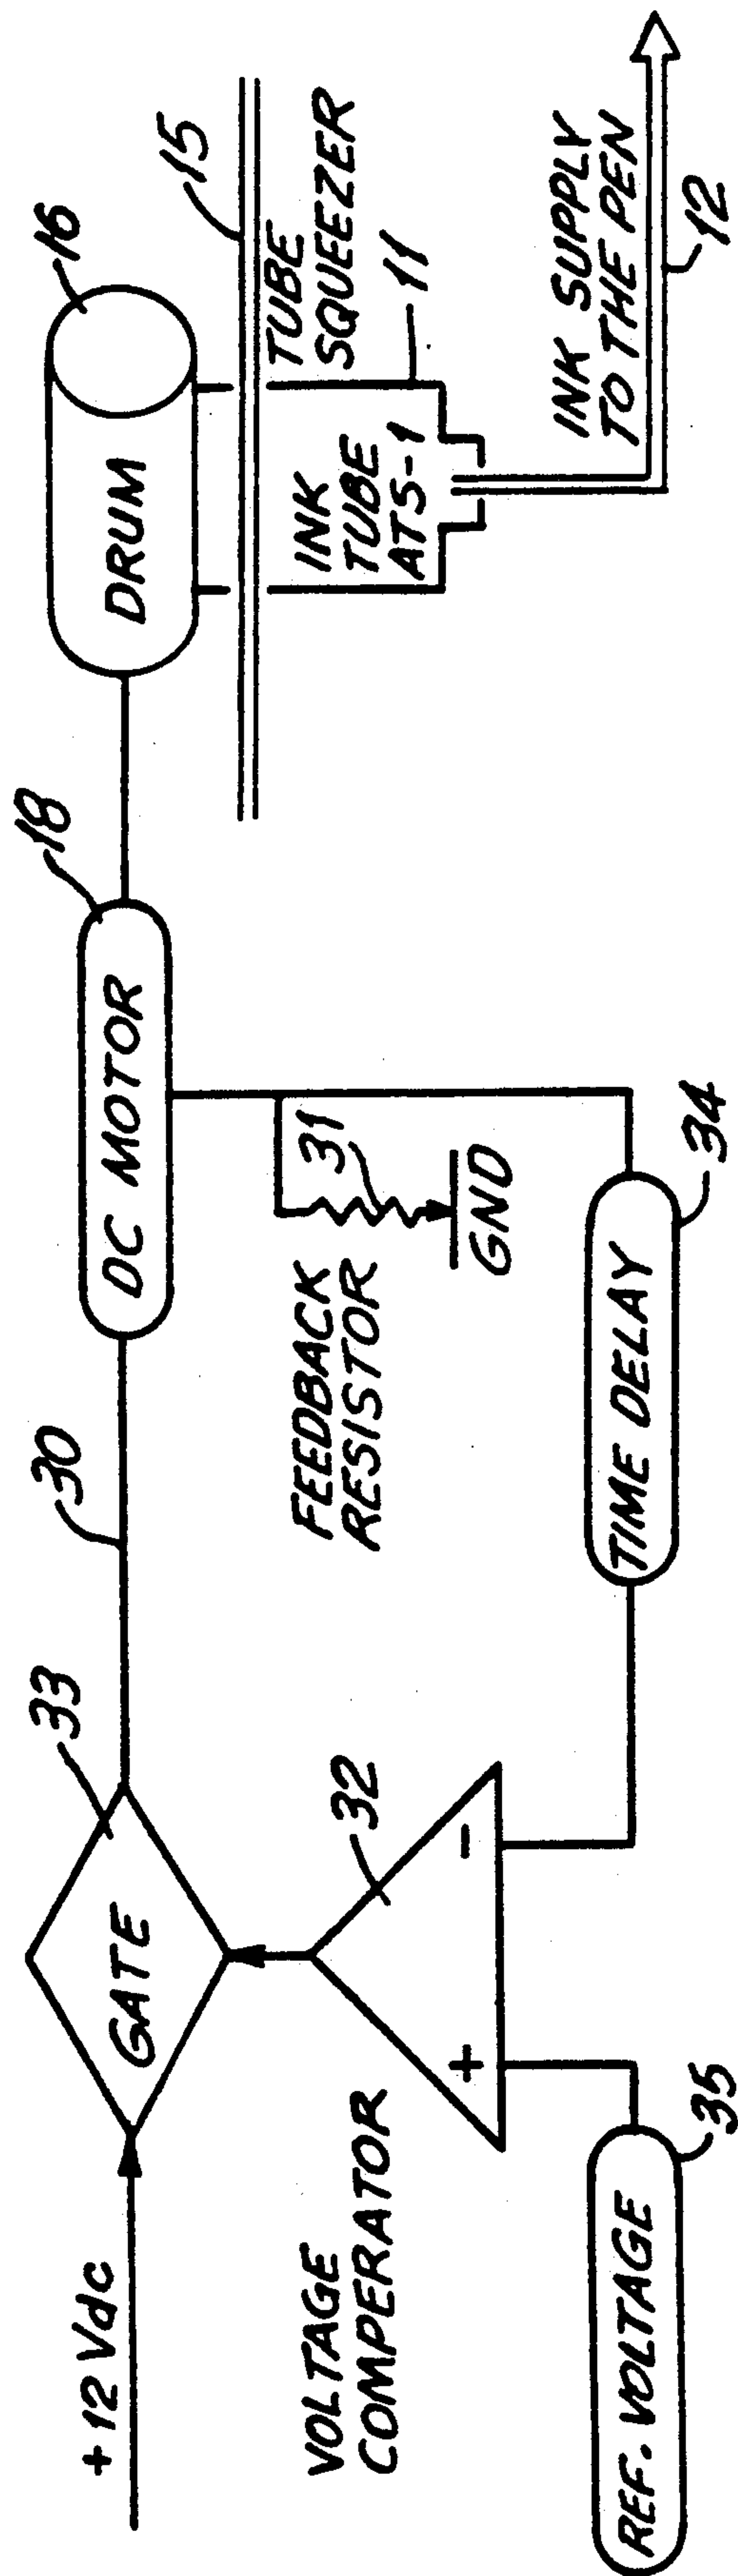 +12 Vdc
GATE
33
30
DC MOTOR
18
DRUM
16
15
TUBE
SQUEEZER
11
INK
TUBE
ATS-1
INK SUPPLY
TO THE PEN
12
FEEDBACK
RESISTOR
31
GND
VOLTAGE
COMPERATOR
32
+
-
TIME DELAY
34
REF. VOLTAGE
35